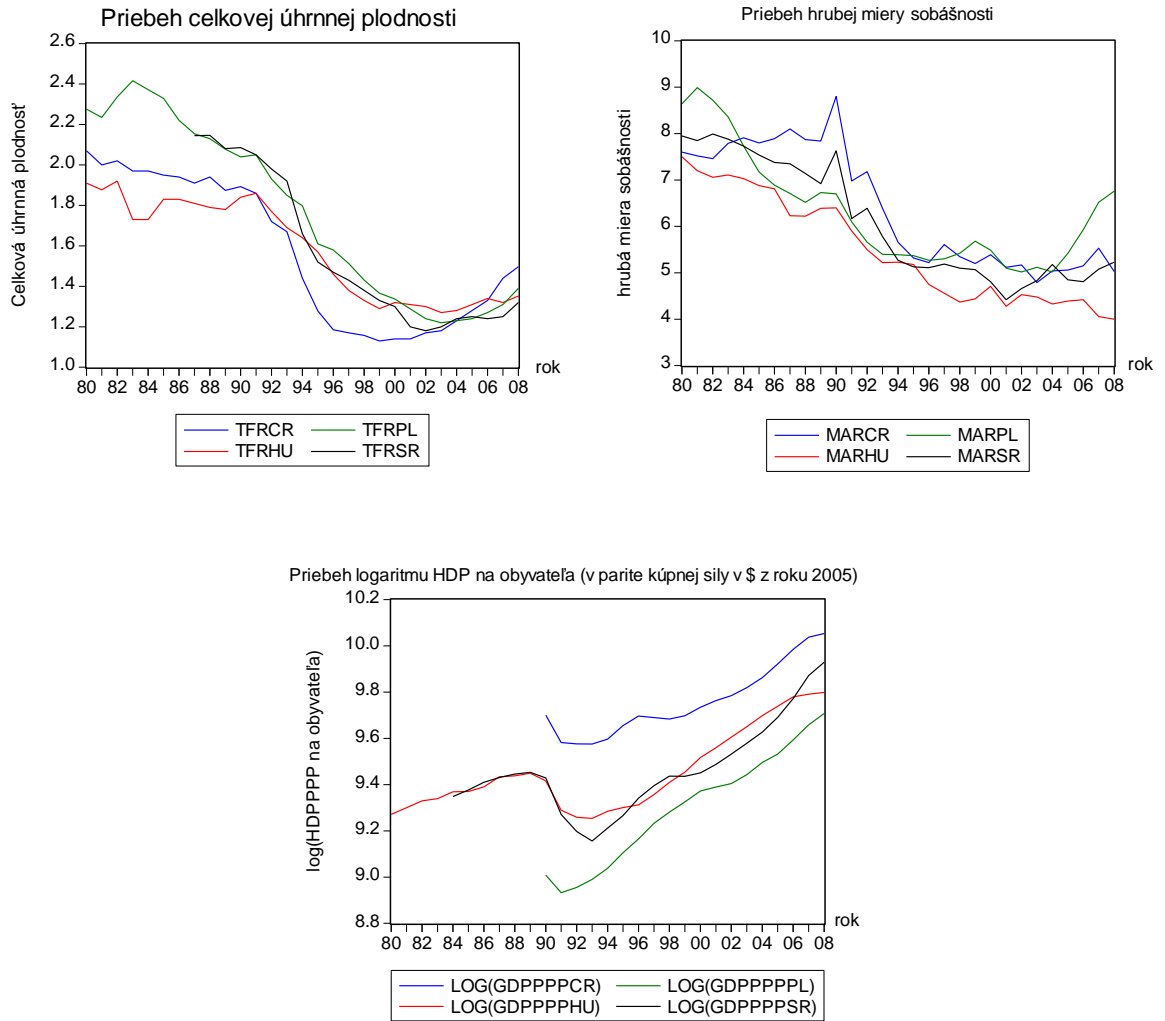 Priebeh celkovej úhrnnej plodnosti
Celková úhrnná plodnosť
2.6
2.4
2.2
2.0
1.8
1.6
1.4
1.2
1.0
80 82 84 86 88 90 92 94 96 98 00 02 04 06 08
rok
TFRCR TFRPL
TFRHU TFRSR
Priebeh hrubej miery sobášnosti
hrubá miera sobášnosti
10
9
8
7
6
5
4
3
80 82 84 86 88 90 92 94 96 98 00 02 04 06 08
rok
MARCR MARPL
MARHU MARSR
Priebeh logaritmu HDP na obyvateľa (v parite kúpnej sily v $ z roku 2005)
log(HDPPPPP na obyvateľa)
10.2
10.0
9.8
9.6
9.4
9.2
9.0
8.8
80 82 84 86 88 90 92 94 96 98 00 02 04 06 08
rok
LOG(GDPPPPCR) LOG(GDPPPPPL)
LOG(GDPPPPHU) LOG(GDPPPPSR)